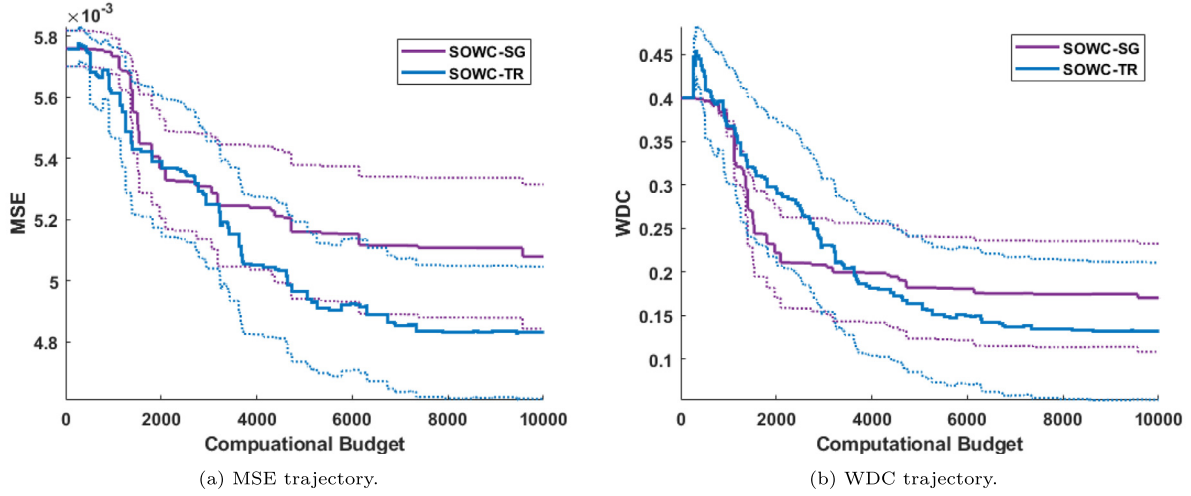 ×10⁻³
5.8
5.6
5.4
5.2
5
4.8
MSE
SOWC-SG
SOWC-TR
0 2000 4000 6000 8000 10000
Compuational Budget
(a) MSE trajectory.
0.45
0.4
0.35
0.3
0.25
0.2
0.15
0.1
WDC
SOWC-SG
SOWC-TR
0 2000 4000 6000 8000 10000
Computational Budget
(b) WDC trajectory.